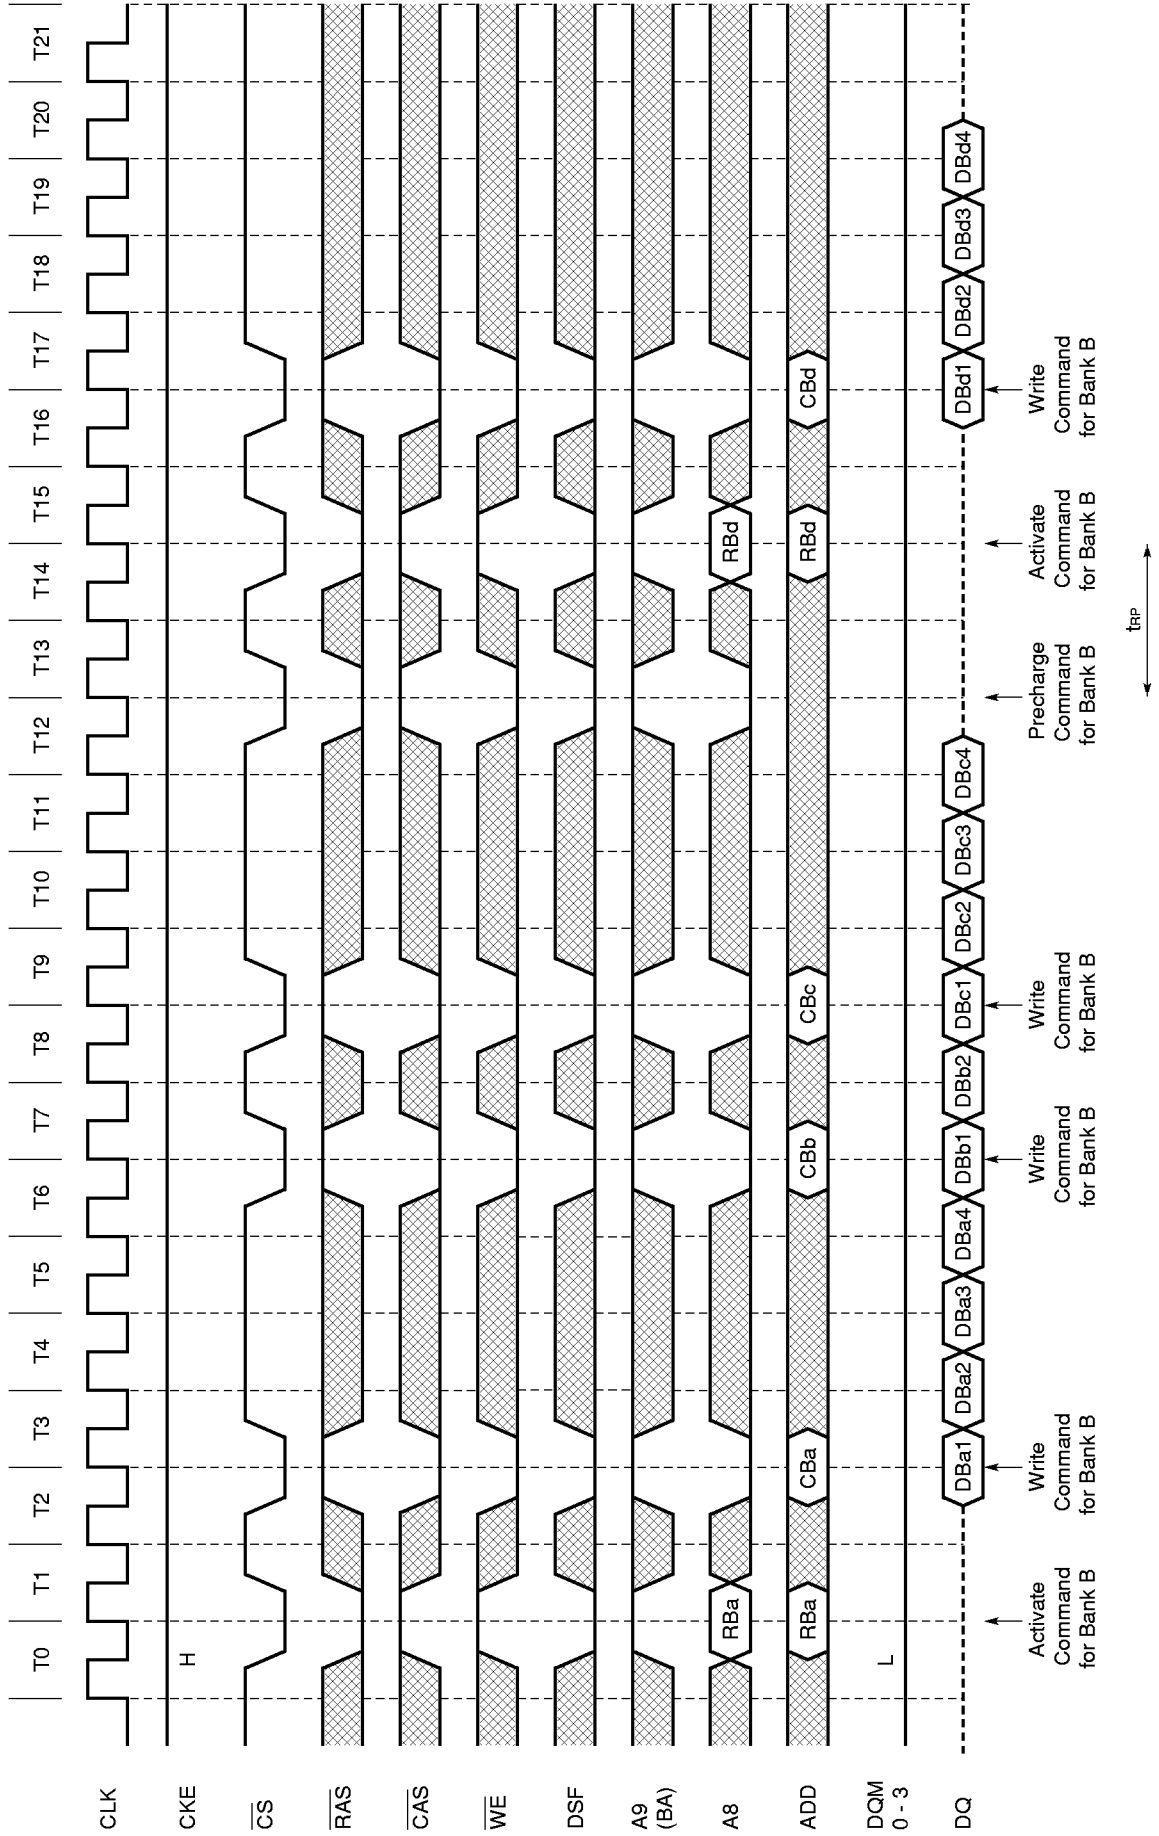 T0 T1 T2 T3 T4 T5 T6 T7 T8 T9 T10 T11 T12 T13 T14 T15 T16 T17 T18 T19 T20 T21
CLK
CKE H
CS
RAS
CAS
WE
DSF
A9
(BA)
A8 RBa RBd
ADD RBa CBa CBb CBc RBd CBd
DQM
0 - 3 L
DQ DBa1 DBa2 DBa3 DBa4 DBb1 DBb2 DBc1 DBc2 DBc3 DBc4 DBd1 DBd2 DBd3 DBd4
Activate
Command
for Bank B
Write
Command
for Bank B
Write
Command
for Bank B
Write
Command
for Bank B
Precharge
Command
for Bank B
Activate
Command
for Bank B
Write
Command
for Bank B
tRP